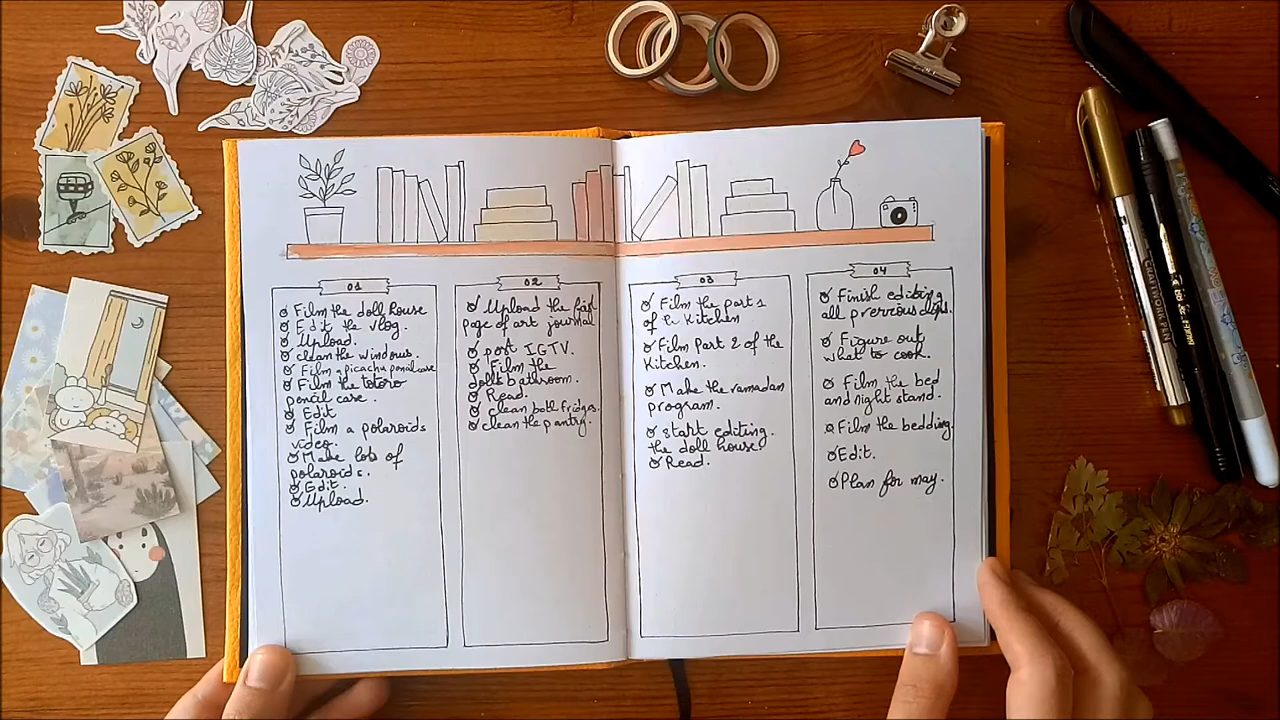 01
Film the doll house
Edit the vlog.
Upload.
clean the windows.
Film a picachu pencil case
Film the totoro
pencil case.
Edit
Film a polaroids
video.
Make lots of
polaroids.
Edit.
Upload.
02
Upload the first
page of art journal
post IGTV.
Film the
doll's bathroom.
Read.
clean both fridges.
clean the pantry.
03
Film the part 1
of the Kitchen
Film Part 2 of the
Kitchen.
Make the ramadan
program.
start editing.
the doll house
Read.
04
Finish editing
all previous
Figure out
what to cook.
Film the bed
and night stand.
Film the bedding.
Edit.
Plan for may.
CRAFTWORK PEN